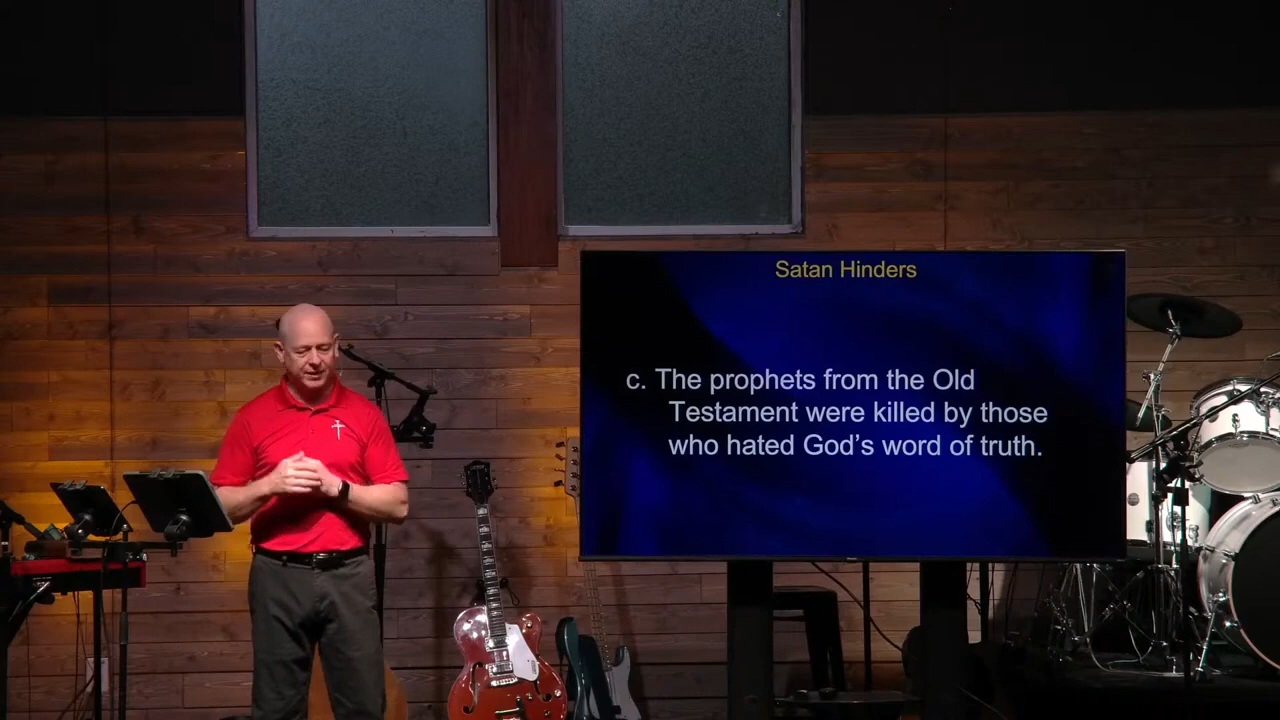 Satan Hinders
c. The prophets from the Old
Testament were killed by those
who hated God's word of truth.